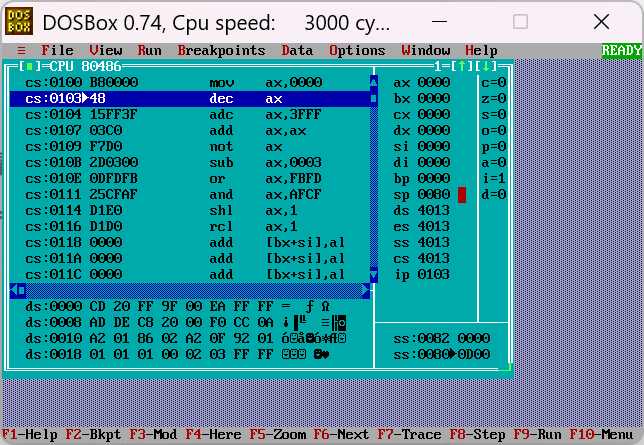 DOS BOX DOSBox 0.74, Cpu speed: 3000 cy...
≡ File View Run Breakpoints Data Options Window Help READY
[■]=CPU 80486 1=[↑][↓]
cs:0100 B80000 mov ax,0000 ax 0000 c=0
cs:0103▶48 dec ax bx 0000 z=0
cs:0104 15FF3F adc ax,3FFF cx 0000 s=0
cs:0107 03C0 add ax,ax dx 0000 o=0
cs:0109 F7D0 not ax si 0000 p=0
cs:010B 2D0300 sub ax,0003 di 0000 a=0
cs:010E 0DFDFB or ax,FBFD bp 0000 i=1
cs:0111 25CFAF and ax,AFCF sp 0080 d=0
cs:0114 D1E0 shl ax,1 ds 4013
cs:0116 D1D0 rcl ax,1 es 4013
cs:0118 0000 add [bx+si],al ss 4013
cs:011A 0000 add [bx+si],al cs 4013
cs:011C 0000 add [bx+si],al ip 0103
ds:0000 CD 20 FF 9F 00 EA FF FF = ƒ Ω
ds:0008 AD DE C8 20 00 F0 CC 0A
ds:0010 A2 01 86 02 A2 0F 92 01 ss:0082 0000
ds:0018 01 01 01 00 02 03 FF FF ss:0080▶0D00
F1-Help F2-Bkpt F3-Mod F4-Here F5-Zoom F6-Next F7-Trace F8-Step F9-Run F10-Menu